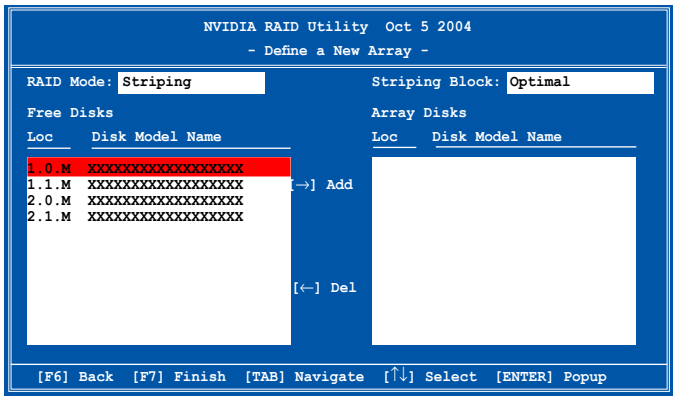 NVIDIA RAID Utility  Oct 5 2004
- Define a New Array -
RAID Mode: Striping  Striping Block: Optimal
Free Disks  Array Disks
Loc  Disk Model Name  Loc  Disk Model Name
1.0.M  XXXXXXXXXXXXXXXXXX
1.1.M  XXXXXXXXXXXXXXXXXX  [→] Add
2.0.M  XXXXXXXXXXXXXXXXXX
2.1.M  XXXXXXXXXXXXXXXXXX
[←] Del
[F6] Back  [F7] Finish  [TAB] Navigate  [↑↓] Select  [ENTER] Popup